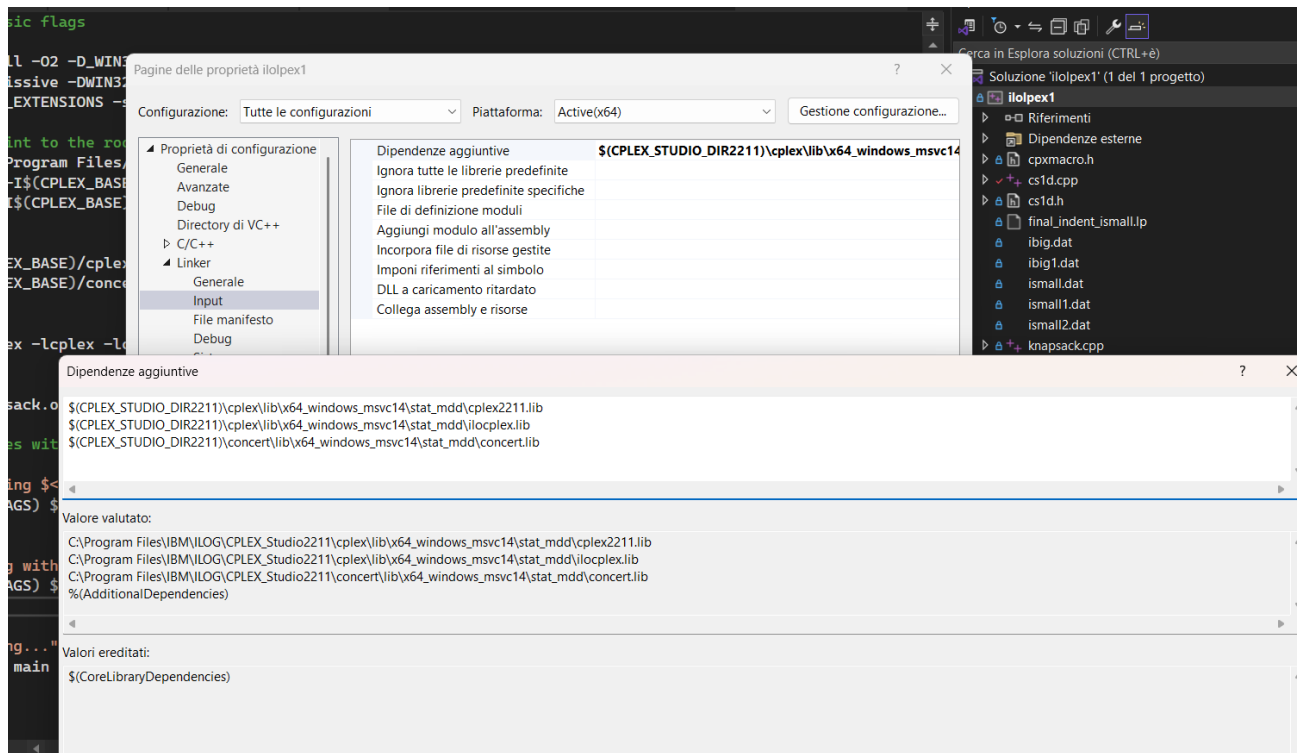 sic flags
ll -O2 -D_WIN3
issive -DWIN32
_EXTENSIONS -s
int to the roo
Program Files/
-I$(CPLEX_BASE
I$(CPLEX_BASE)
EX_BASE)/cplex
EX_BASE)/conce
ex -lcplex -lc
sack.o
es wit
ing $<
AGS) $
g with
AGS) $
ng..."
main
Pagine delle proprietà ilolpex1
? ×
Configurazione: Tutte le configurazioni
Piattaforma: Active(x64)
Gestione configurazione...
Proprietà di configurazione
Generale
Avanzate
Debug
Directory di VC++
C/C++
Linker
Generale
Input
File manifesto
Debug
Dipendenze aggiuntive $(CPLEX_STUDIO_DIR2211)\cplex\lib\x64_windows_msvc14
Ignora tutte le librerie predefinite
Ignora librerie predefinite specifiche
File di definizione moduli
Aggiungi modulo all'assembly
Incorpora file di risorse gestite
Imponi riferimenti al simbolo
DLL a caricamento ritardato
Collega assembly e risorse
Cerca in Esplora soluzioni (CTRL+è)
Soluzione 'ilolpex1' (1 del 1 progetto)
ilolpex1
Riferimenti
Dipendenze esterne
cpxmacro.h
cs1d.cpp
cs1d.h
final_indent_ismall.lp
ibig.dat
ibig1.dat
ismall.dat
ismall1.dat
ismall2.dat
knapsack.cpp
Dipendenze aggiuntive
? ×
$(CPLEX_STUDIO_DIR2211)\cplex\lib\x64_windows_msvc14\stat_mdd\cplex2211.lib
$(CPLEX_STUDIO_DIR2211)\cplex\lib\x64_windows_msvc14\stat_mdd\ilocplex.lib
$(CPLEX_STUDIO_DIR2211)\concert\lib\x64_windows_msvc14\stat_mdd\concert.lib
Valore valutato:
C:\Program Files\IBM\ILOG\CPLEX_Studio2211\cplex\lib\x64_windows_msvc14\stat_mdd\cplex2211.lib
C:\Program Files\IBM\ILOG\CPLEX_Studio2211\cplex\lib\x64_windows_msvc14\stat_mdd\ilocplex.lib
C:\Program Files\IBM\ILOG\CPLEX_Studio2211\concert\lib\x64_windows_msvc14\stat_mdd\concert.lib
%(AdditionalDependencies)
Valori ereditati:
$(CoreLibraryDependencies)